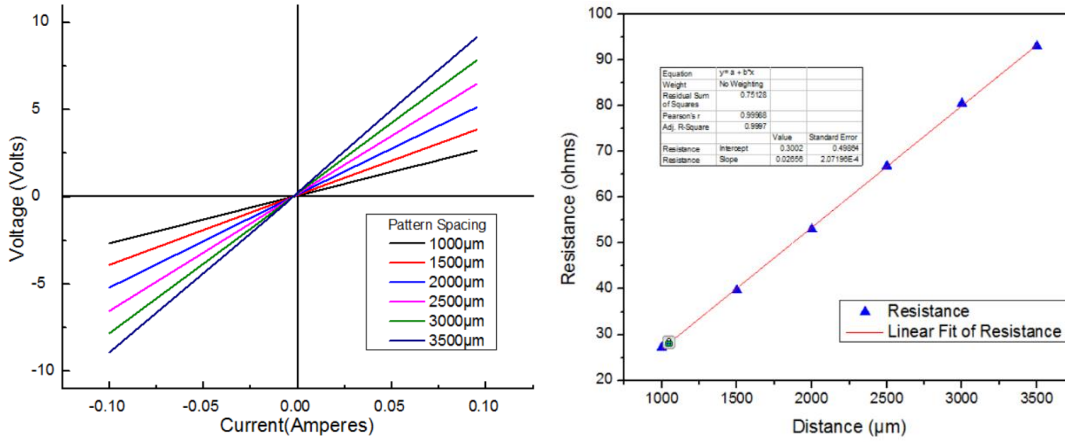 10
5
0
-5
-10
Voltage (Volts)
-0.10
-0.05
0.00
0.05
0.10
Current(Amperes)
Pattern Spacing
1000μm
1500μm
2000μm
2500μm
3000μm
3500μm
100
90
80
70
60
50
40
30
20
Resistance (ohms)
Equation y= a + b*x
Weight No Weighting
Residual Sum 0.75128
of Squares
Pearson's r 0.99988
Adj. R-Square 0.9997
Value Standard Error
Resistance Intercept 0.3002 0.49864
Resistance Slope 0.02656 2.07196E-4
Resistance
Linear Fit of Resistance
1000
1500
2000
2500
3000
3500
Distance (μm)